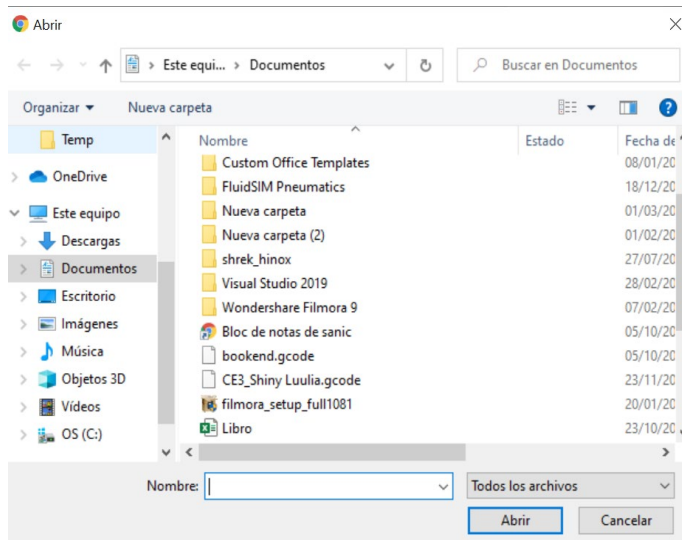 Abrir
Este equi... Documentos
Buscar en Documentos
Organizar
Nueva carpeta
Temp
OneDrive
Este equipo
Descargas
Documentos
Escritorio
Imágenes
Música
Objetos 3D
Vídeos
OS (C:)
Nombre Estado Fecha de
Custom Office Templates 08/01/20
FluidSIM Pneumatics 18/12/20
Nueva carpeta 01/03/20
Nueva carpeta (2) 01/02/20
shrek_hinox 27/07/20
Visual Studio 2019 28/02/20
Wondershare Filmora 9 07/02/20
Bloc de notas de sanic 05/10/20
bookend.gcode 05/10/20
CE3_Shiny Luulia.gcode 23/11/20
filmora_setup_full1081 20/01/20
Libro 23/10/20
Nombre:
Todos los archivos
Abrir
Cancelar